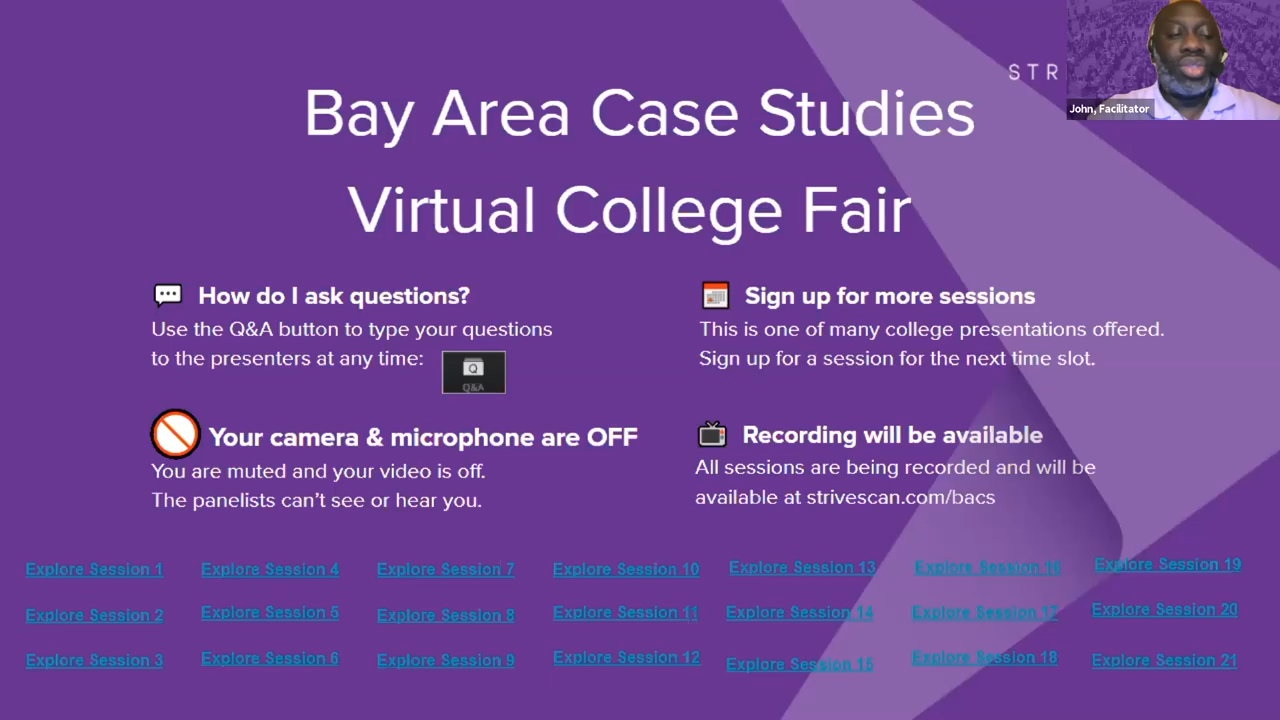 STR
John, Facilitator
Bay Area Case Studies
Virtual College Fair
How do I ask questions?
Use the Q&A button to type your questions
to the presenters at any time:
Q
Q&A
Sign up for more sessions
This is one of many college presentations offered.
Sign up for a session for the next time slot.
Your camera & microphone are OFF
You are muted and your video is off.
The panelists can’t see or hear you.
Recording will be available
All sessions are being recorded and will be
available at strivescan.com/bacs
Explore Session 1
Explore Session 2
Explore Session 3
Explore Session 4
Explore Session 5
Explore Session 6
Explore Session 7
Explore Session 8
Explore Session 9
Explore Session 10
Explore Session 11
Explore Session 12
Explore Session 13
Explore Session 14
Explore Session 15
Explore Session 16
Explore Session 17
Explore Session 18
Explore Session 19
Explore Session 20
Explore Session 21